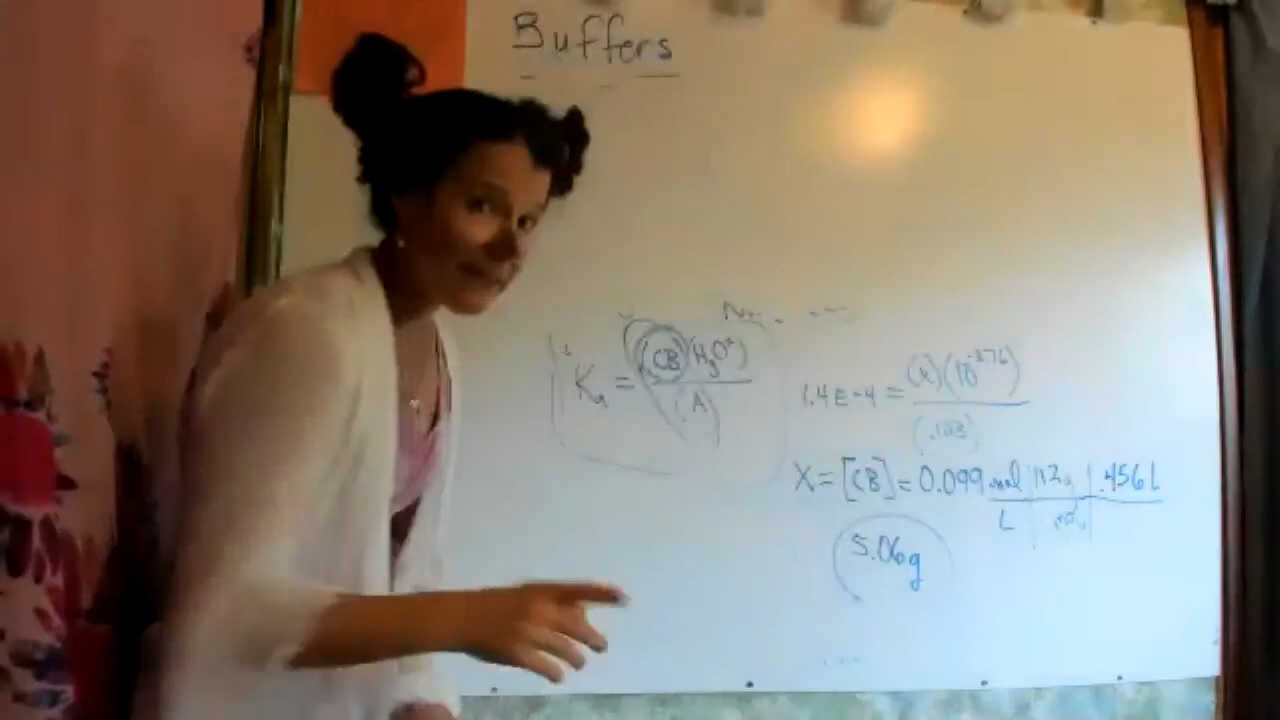 Buffers
Ka = (CB)(H3O+)
(A)
1.4E-4 = (x)(10^-3.76)
X = [CB] = 0.099 mol | 112g | .456 L
L | mol
5.06g